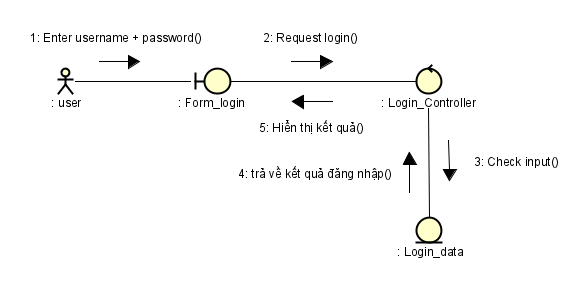 1: Enter username + password()
2: Request login()
: user
: Form_login
: Login_Controller
5: Hiển thị kết quả()
3: Check input()
4: trả về kết quả đăng nhập()
: Login_data